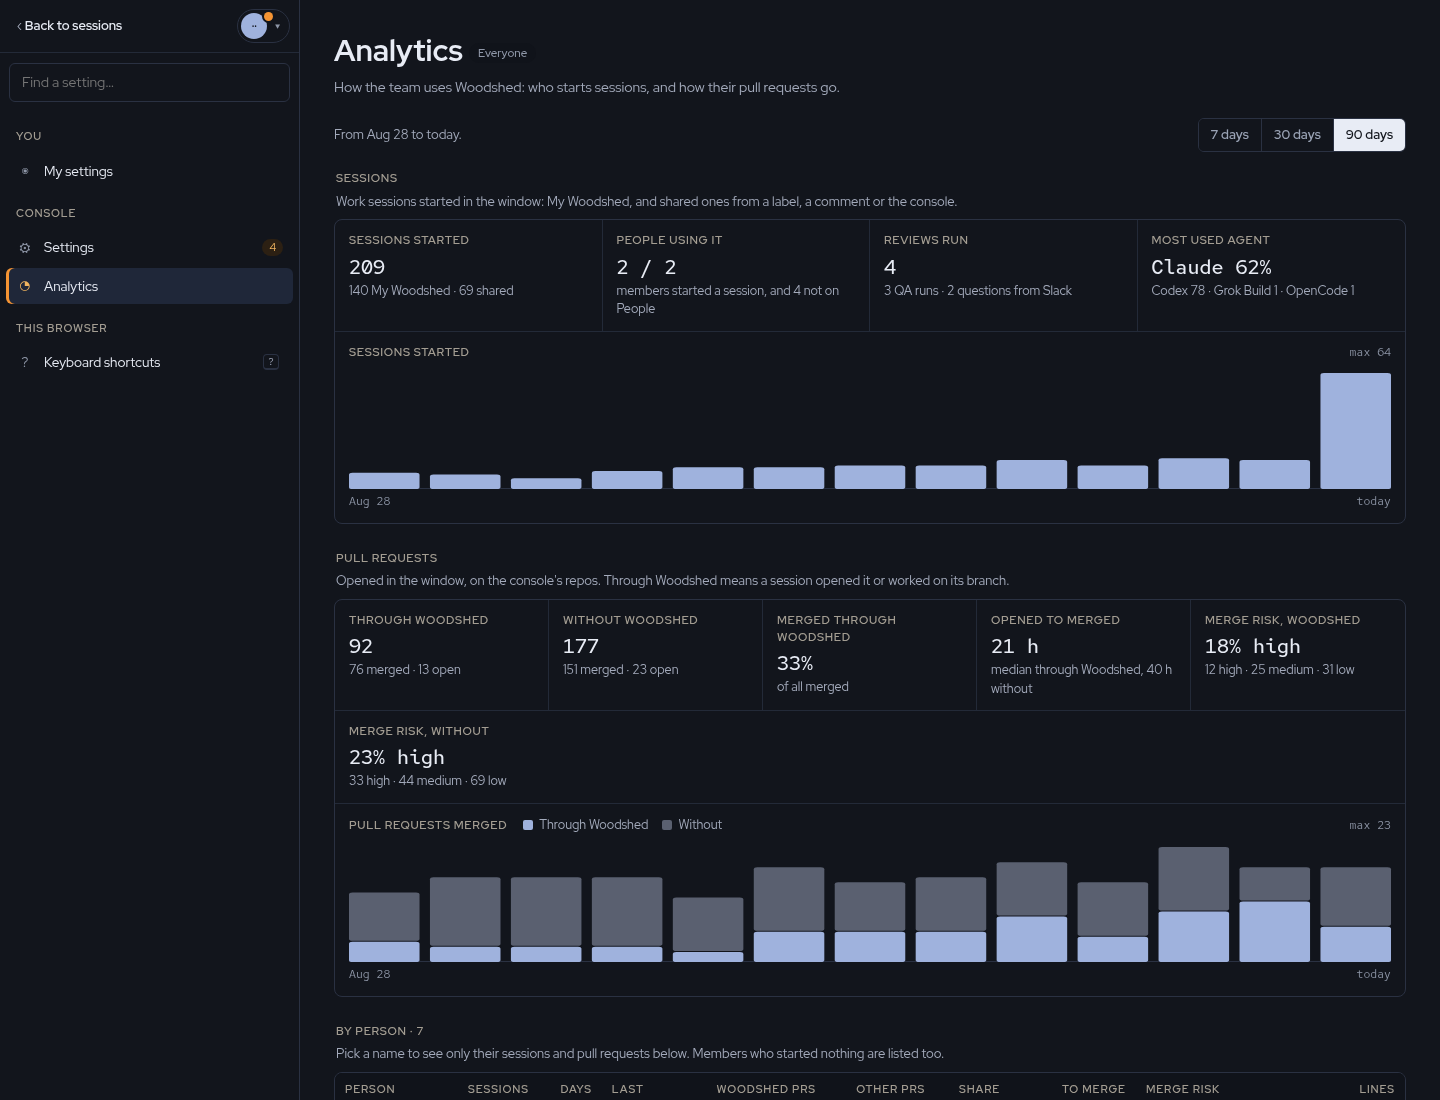 ‹ Back to sessions
Find a setting...
YOU
My settings
CONSOLE
Settings 4
Analytics
THIS BROWSER
? Keyboard shortcuts ?
Analytics Everyone
How the team uses Woodshed: who starts sessions, and how their pull requests go.
From Aug 28 to today. 7 days 30 days 90 days
SESSIONS
Work sessions started in the window: My Woodshed, and shared ones from a label, a comment or the console.
SESSIONS STARTED
209
140 My Woodshed · 69 shared
PEOPLE USING IT
2 / 2
members started a session, and 4 not on
People
REVIEWS RUN
4
3 QA runs · 2 questions from Slack
MOST USED AGENT
Claude 62%
Codex 78 · Grok Build 1 · OpenCode 1
SESSIONS STARTED max 64
Aug 28 today
PULL REQUESTS
Opened in the window, on the console's repos. Through Woodshed means a session opened it or worked on its branch.
THROUGH WOODSHED
92
76 merged · 13 open
WITHOUT WOODSHED
177
151 merged · 23 open
MERGED THROUGH
WOODSHED
33%
of all merged
OPENED TO MERGED
21 h
median through Woodshed, 40 h
without
MERGE RISK, WOODSHED
18% high
12 high · 25 medium · 31 low
MERGE RISK, WITHOUT
23% high
33 high · 44 medium · 69 low
PULL REQUESTS MERGED Through Woodshed Without max 23
Aug 28 today
BY PERSON · 7
Pick a name to see only their sessions and pull requests below. Members who started nothing are listed too.
PERSON SESSIONS DAYS LAST WOODSHED PRS OTHER PRS SHARE TO MERGE MERGE RISK LINES